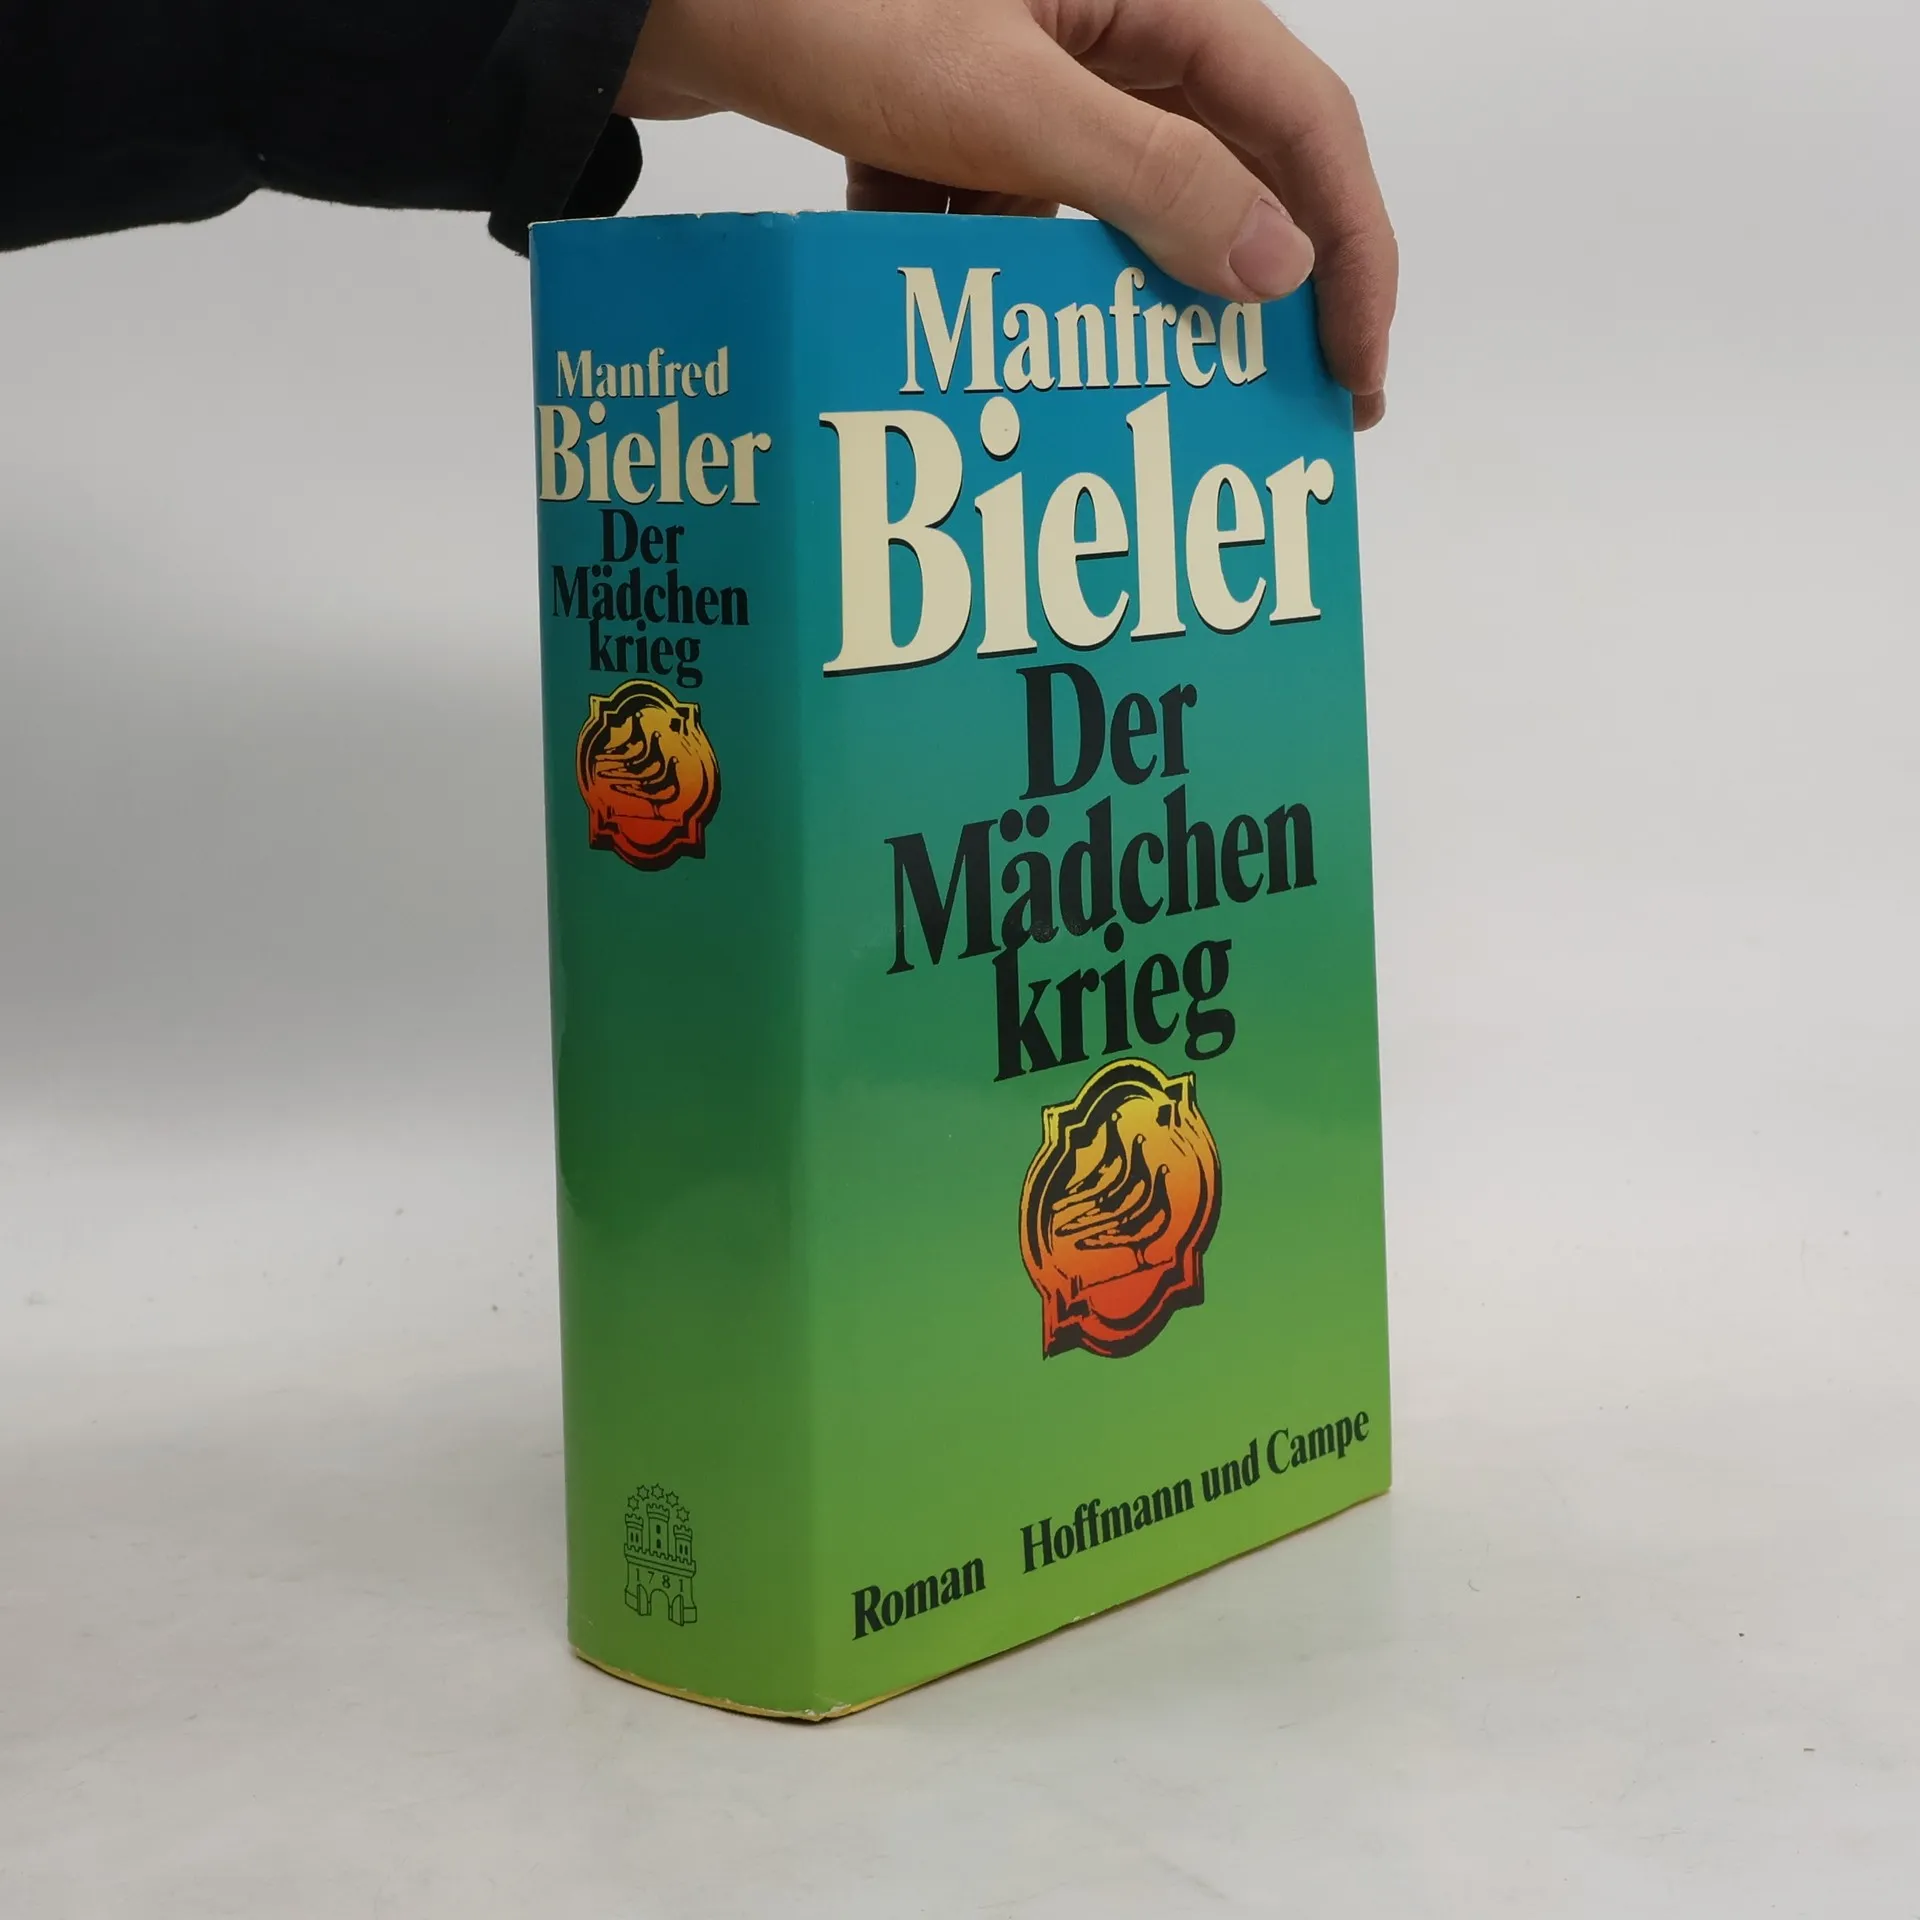 Manfred
Bieler
Der
Mädchen
krieg
1781
Manfred
Bieler
Der
Mädchen
krieg
Roman Hoffmann und Campe